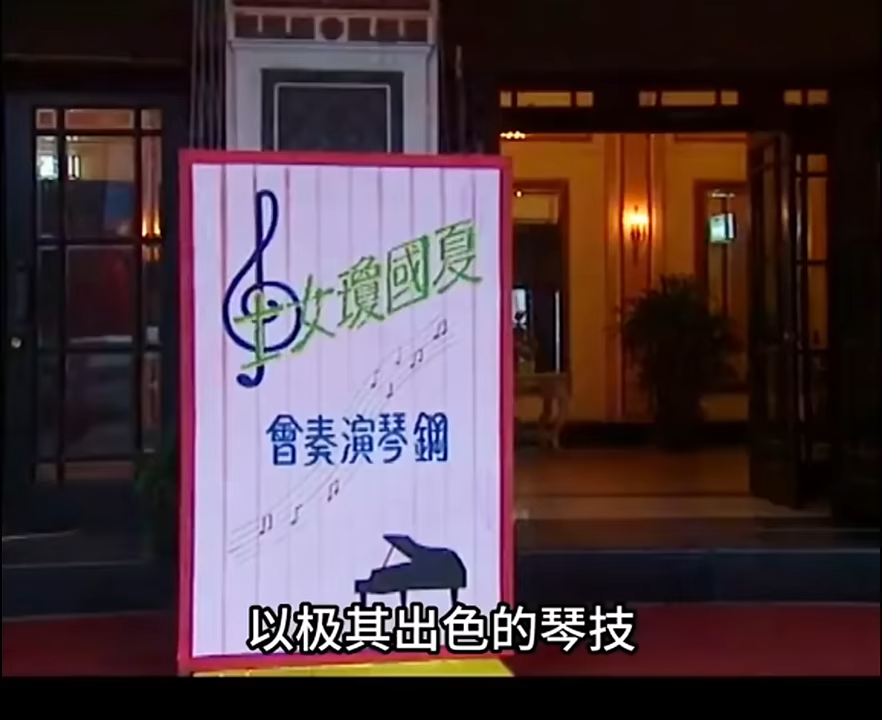 夏國瓊女士
鋼琴演奏會
以极其出色的琴技